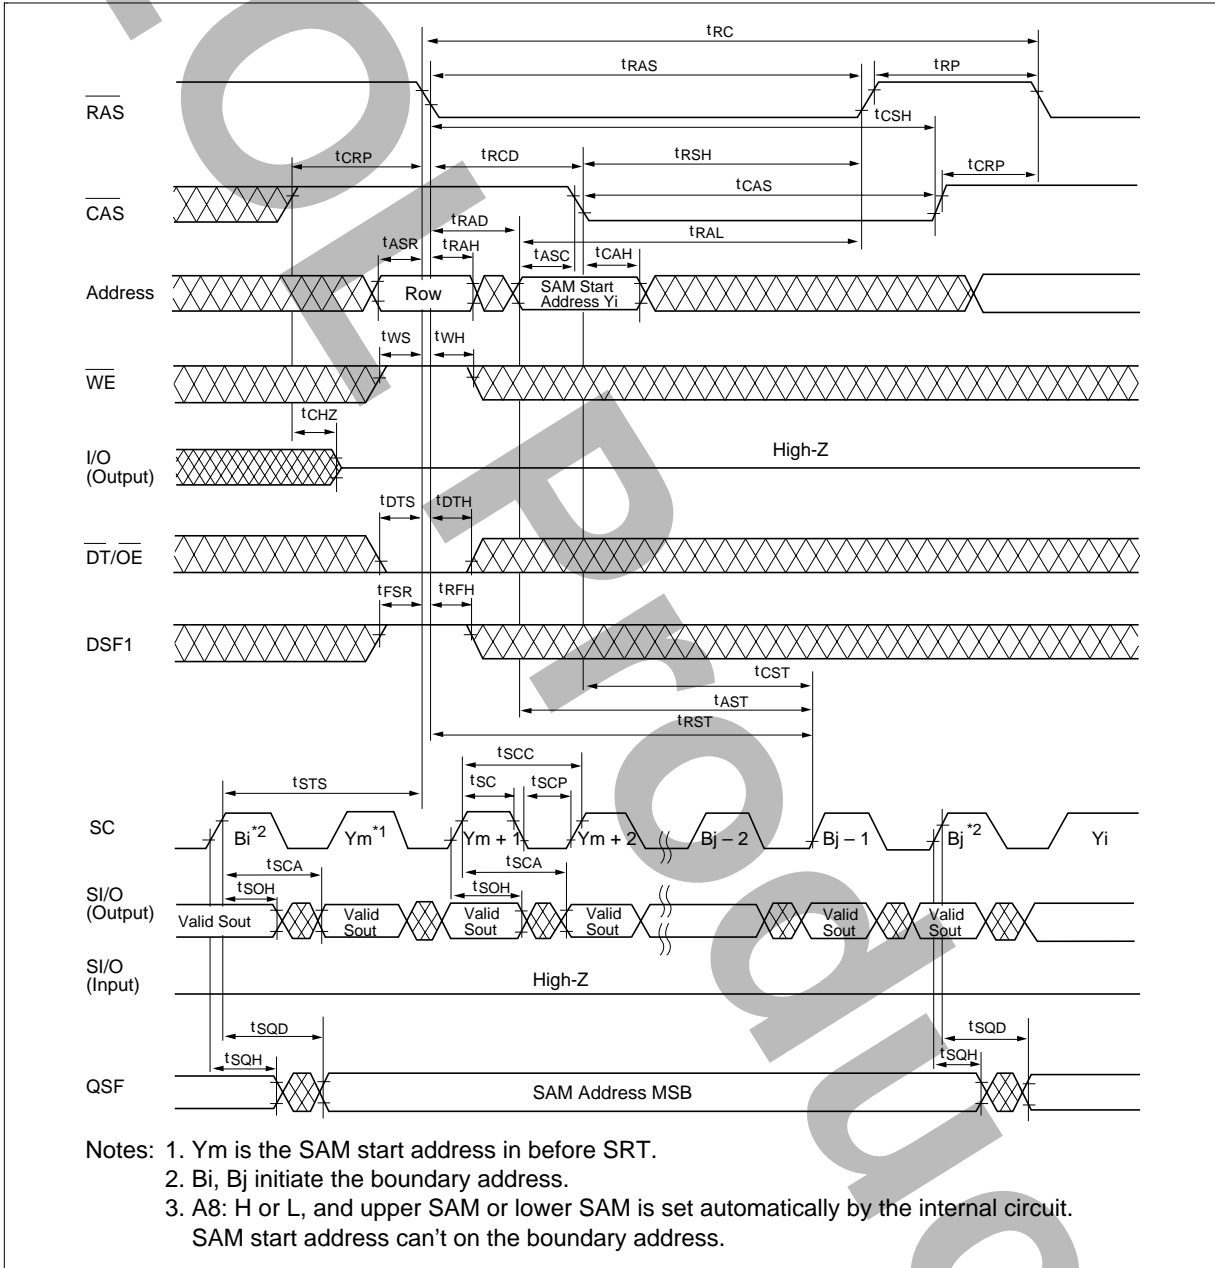 tRC
tRAS tRP
RAS
tCSH
tCRP tRCD tRSH tCRP
tCAS
CAS
tRAD tRAL
tASR tRAH tASC tCAH
Address Row SAM Start Address Yi
tWS tWH
WE
tCHZ
I/O (Output) High-Z
tDTS tDTH
DT/OE
tFSR tRFH
DSF1
tCST
tAST
tRST
tSCC
tSTS tSC tSCP
SC Bi*2 Ym*1 Ym + 1 Ym + 2 Bj – 2 Bj – 1 Bj*2 Yi
tSCA tSCA
tSOH tSOH
SI/O (Output) Valid Sout Valid Sout Valid Sout Valid Sout Valid Sout Valid Sout
SI/O (Input) High-Z
tSQD tSQD
tSQH tSQH
QSF SAM Address MSB
Notes: 1. Ym is the SAM start address in before SRT.
2. Bi, Bj initiate the boundary address.
3. A8: H or L, and upper SAM or lower SAM is set automatically by the internal circuit.
SAM start address can't on the boundary address.
OL Produc